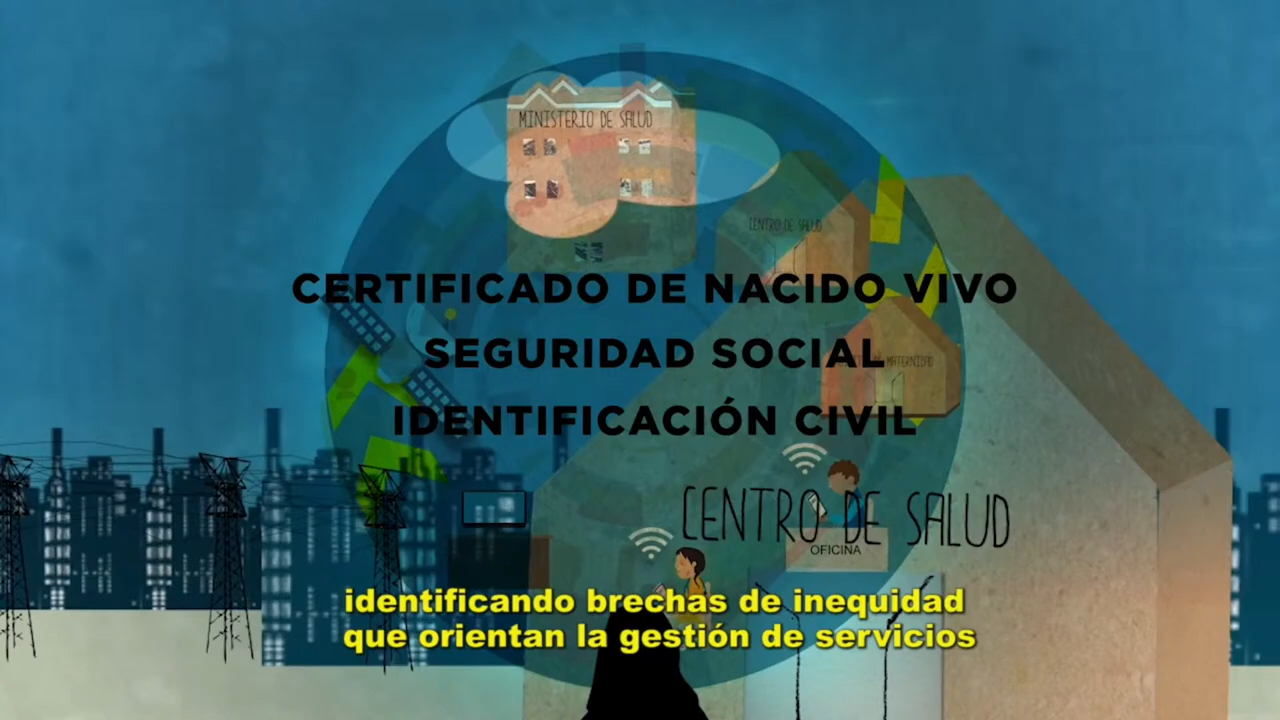 MINISTERIO DE SALUD
CENTRO DE SALUD
CERTIFICADO DE NACIDO VIVO
SEGURIDAD SOCIAL
MATERNIDAD
IDENTIFICACIÓN CIVIL
CENTRO DE SALUD
OFICINA
identificando brechas de inequidad
que orientan la gestión de servicios